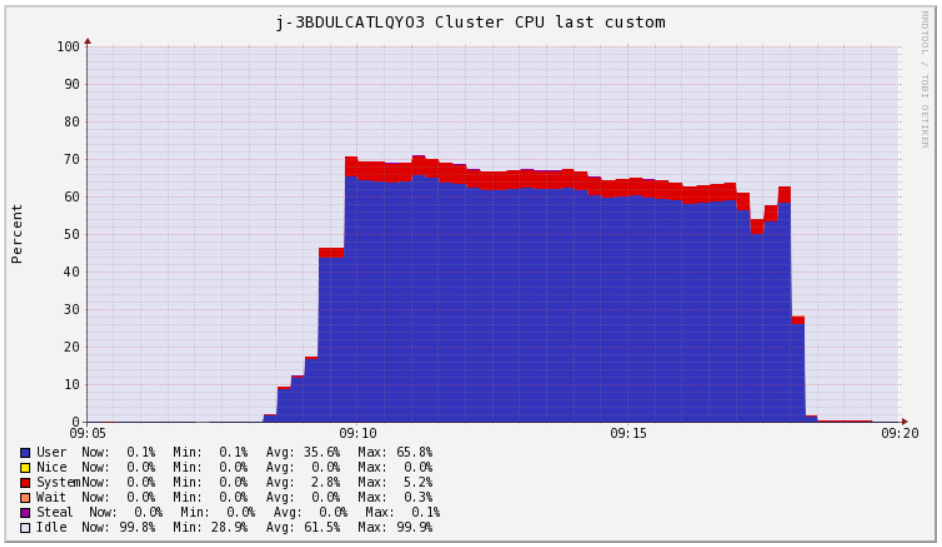 j-3BDULCATLQYO3 Cluster CPU last custom
RRDTOOL / TOBI OETIKER
Percent
100
90
80
70
60
50
40
30
20
10
0
09:05 09:10 09:15 09:20
User Now: 0.1% Min: 0.1% Avg: 35.6% Max: 65.8%
Nice Now: 0.0% Min: 0.0% Avg: 0.0% Max: 0.0%
System Now: 0.0% Min: 0.0% Avg: 2.8% Max: 5.2%
Wait Now: 0.0% Min: 0.0% Avg: 0.0% Max: 0.3%
Steal Now: 0.0% Min: 0.0% Avg: 0.0% Max: 0.1%
Idle Now: 99.8% Min: 28.9% Avg: 61.5% Max: 99.9%